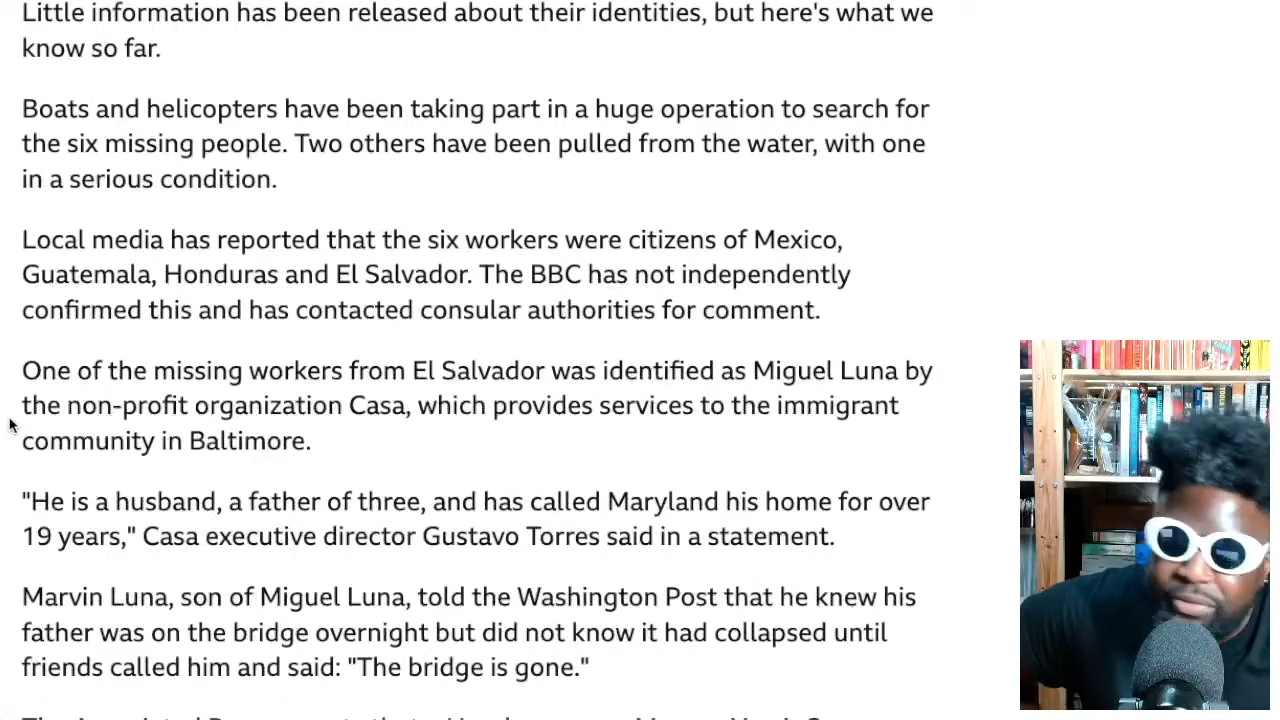 Little information has been released about their identities, but here's what we
know so far.
Boats and helicopters have been taking part in a huge operation to search for
the six missing people. Two others have been pulled from the water, with one
in a serious condition.
Local media has reported that the six workers were citizens of Mexico,
Guatemala, Honduras and El Salvador. The BBC has not independently
confirmed this and has contacted consular authorities for comment.
One of the missing workers from El Salvador was identified as Miguel Luna by
the non-profit organization Casa, which provides services to the immigrant
community in Baltimore.
"He is a husband, a father of three, and has called Maryland his home for over
19 years," Casa executive director Gustavo Torres said in a statement.
Marvin Luna, son of Miguel Luna, told the Washington Post that he knew his
father was on the bridge overnight but did not know it had collapsed until
friends called him and said: "The bridge is gone."